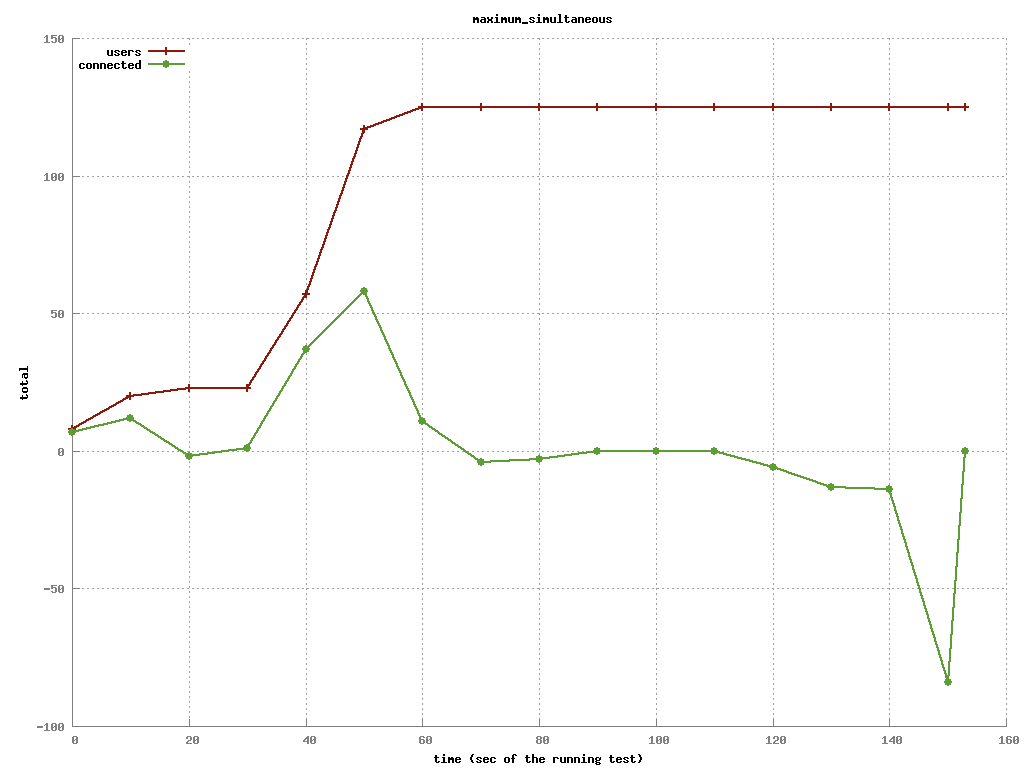 maximum_simultaneous
150
users
connected
100
50
total
0
-50
-100
0 20 40 60 80 100 120 140 160
time (sec of the running test)